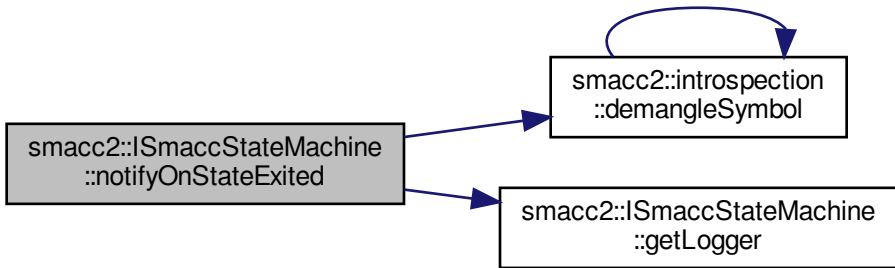 smacc2::ISmaccStateMachine
::notifyOnStateExited
smacc2::introspection
::demangleSymbol
smacc2::ISmaccStateMachine
::getLogger